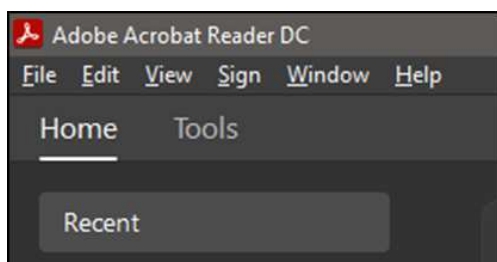 Adobe Acrobat Reader DC
File Edit View Sign Window Help
Home Tools
Recent